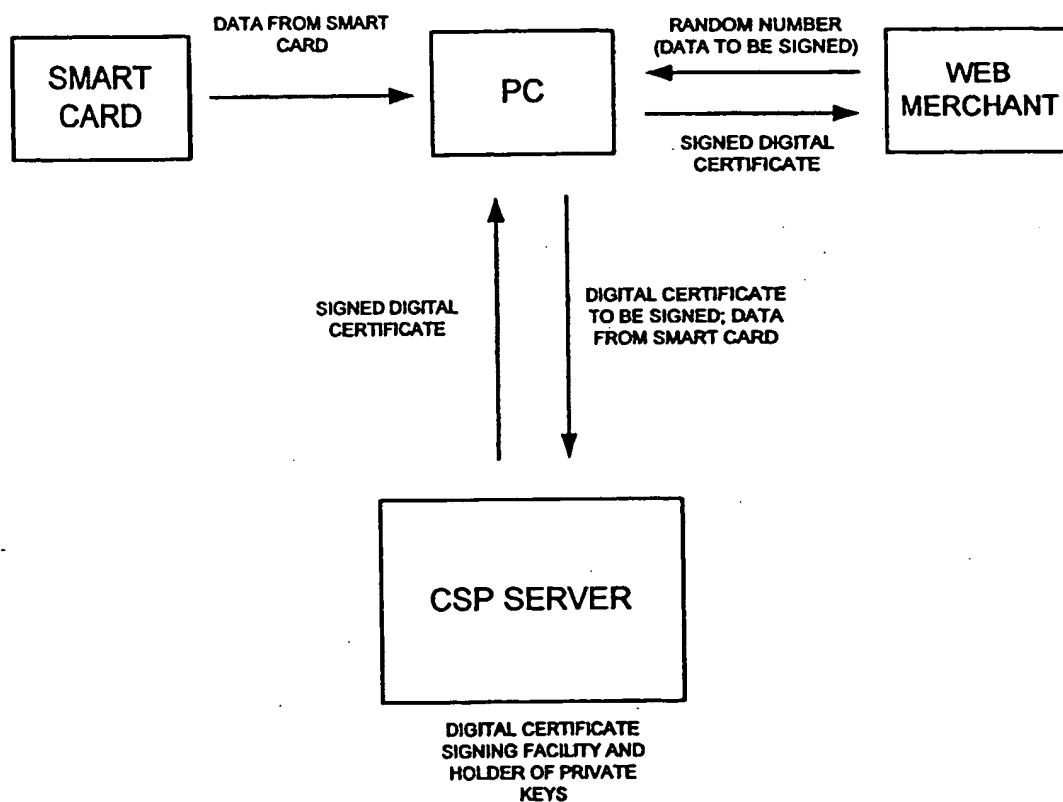 DATA FROM SMART
CARD
RANDOM NUMBER
(DATA TO BE SIGNED)
SMART
CARD
PC
WEB
MERCHANT
SIGNED DIGITAL
CERTIFICATE
SIGNED DIGITAL
CERTIFICATE
DIGITAL CERTIFICATE
TO BE SIGNED; DATA
FROM SMART CARD
CSP SERVER
DIGITAL CERTIFICATE
SIGNING FACILITY AND
HOLDER OF PRIVATE
KEYS